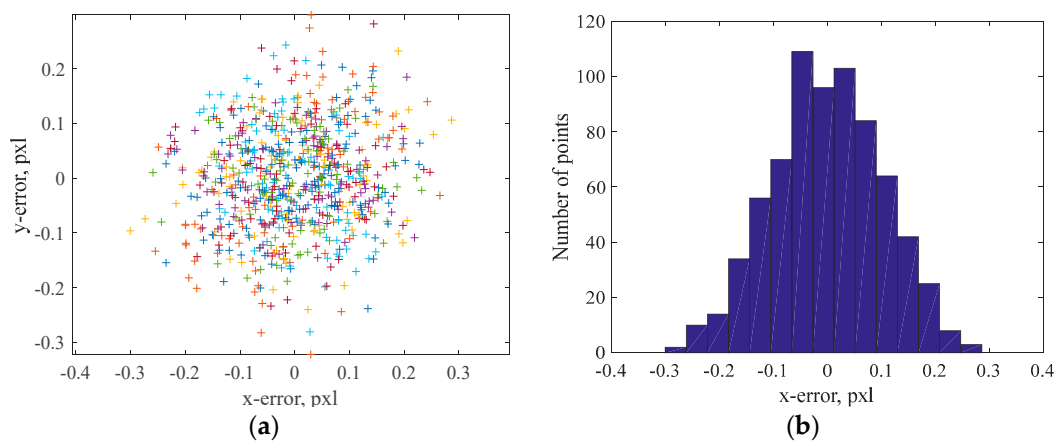 0.2
0.1
0
-0.1
-0.2
-0.3
y-error, pxl
-0.4 -0.3 -0.2 -0.1 0 0.1 0.2 0.3
x-error, pxl
(a)
120
100
80
60
40
20
0
Number of points
-0.4 -0.3 -0.2 -0.1 0 0.1 0.2 0.3 0.4
x-error, pxl
(b)